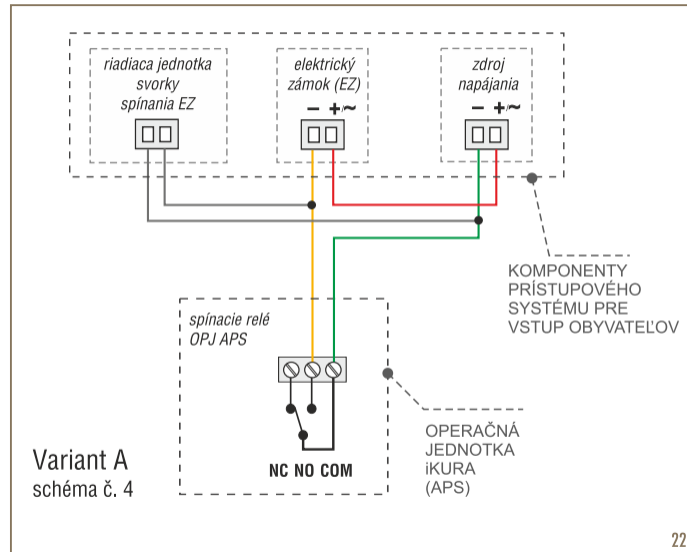 riadiaca jednotka
svorky
spínania EZ
elektrický
zámok (EZ)
− +/~
zdroj
napájania
− +/~
KOMPONENTY
PRÍSTUPOVÉHO
SYSTÉMU PRE
VSTUP OBYVATEĽOV
spínacie relé
OPJ APS
NC NO COM
OPERAČNÁ
JEDNOTKA
iKURA
(APS)
Variant A
schéma č. 4
22